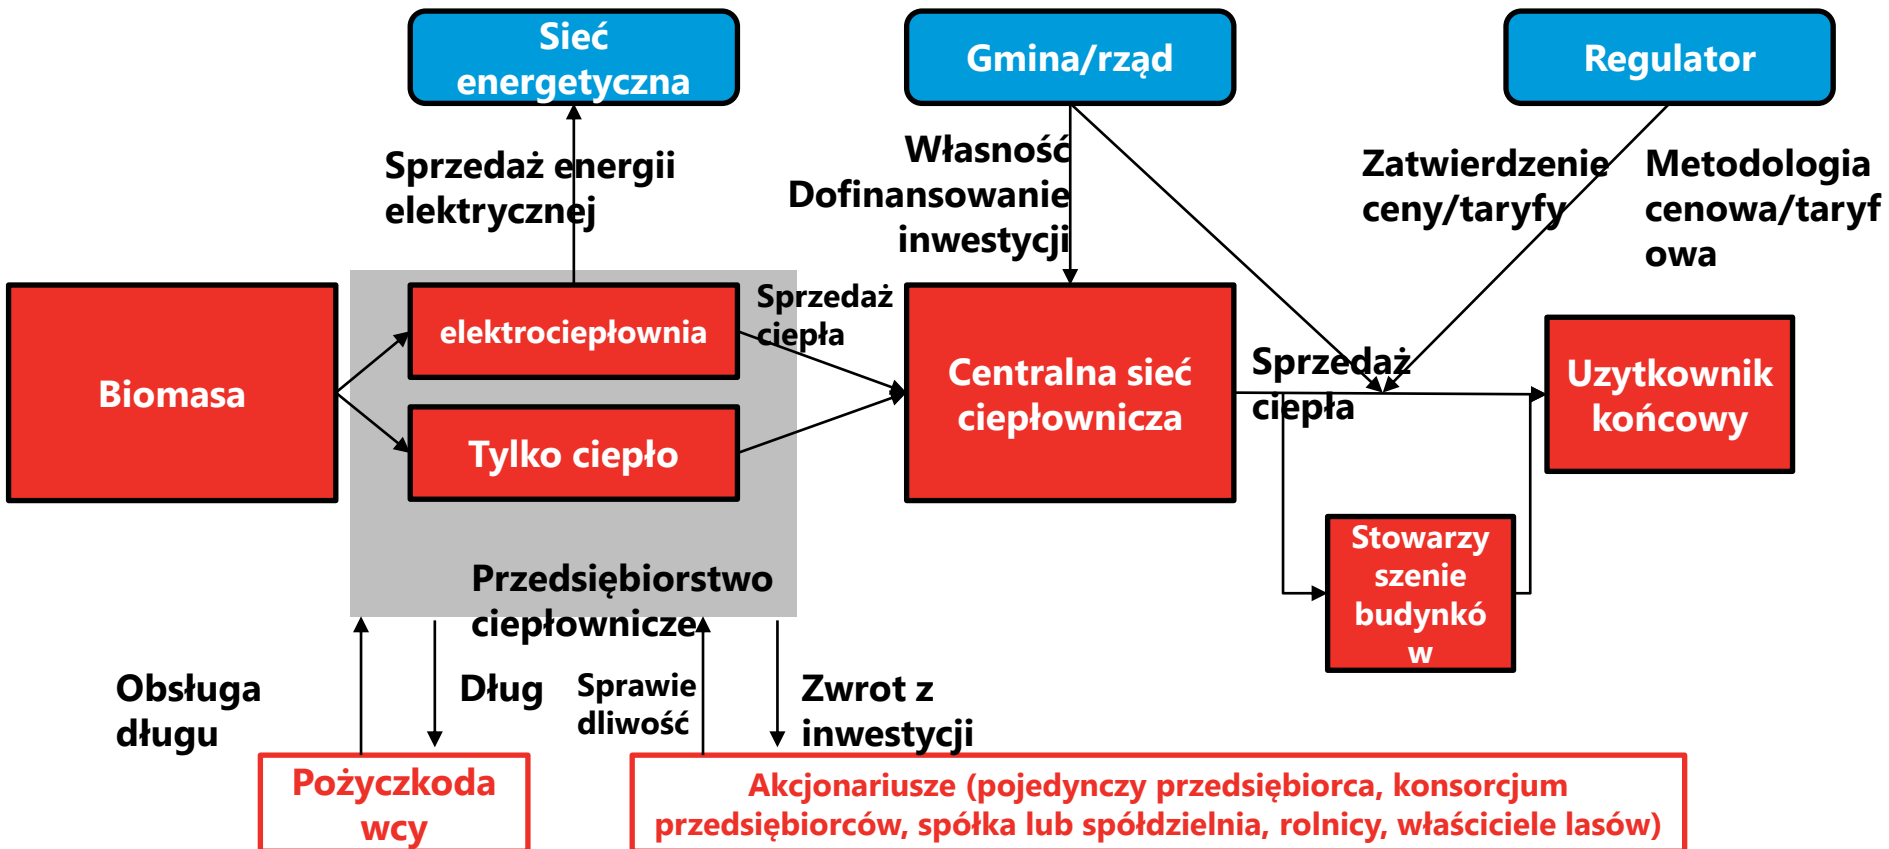 Sieć
energetyczna
Gmina/rząd
Regulator
Sprzedaż energii
elektrycznej
Własność
Dofinansowanie
inwestycji
Zatwierdzenie
ceny/taryfy
Metodologia
cenowa/taryf
owa
Biomasa
elektrociepłownia
Tylko ciepło
Sprzedaż
ciepła
Centralna sieć
ciepłownicza
Sprzedaż
ciepła
Uzytkownik
końcowy
Stowarzy
szenie
budynkó
w
Przedsiębiorstwo
ciepłownicze
Obsługa
długu
Dług
Sprawie
dliwość
Zwrot z
inwestycji
Pożyczkoda
wcy
Akcjonariusze (pojedynczy przedsiębiorca, konsorcjum
przedsiębiorców, spółka lub spółdzielnia, rolnicy, właściciele lasów)